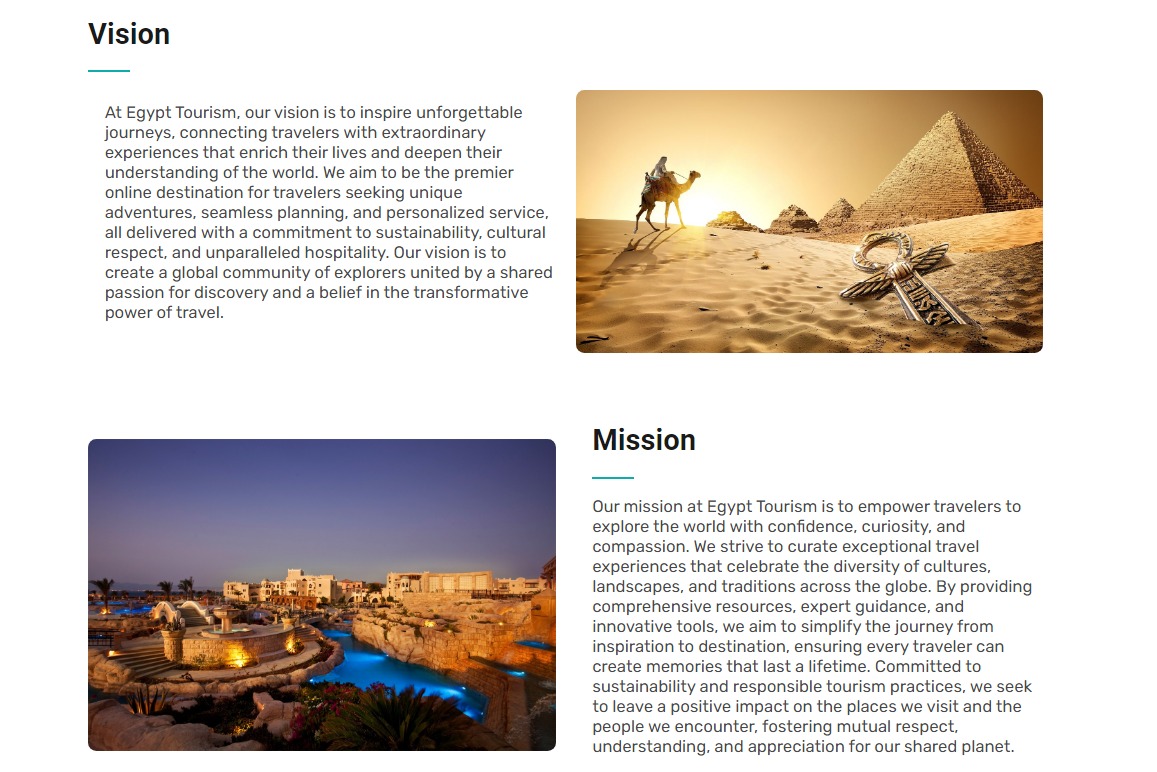 Vision
At Egypt Tourism, our vision is to inspire unforgettable
journeys, connecting travelers with extraordinary
experiences that enrich their lives and deepen their
understanding of the world. We aim to be the premier
online destination for travelers seeking unique
adventures, seamless planning, and personalized service,
all delivered with a commitment to sustainability, cultural
respect, and unparalleled hospitality. Our vision is to
create a global community of explorers united by a shared
passion for discovery and a belief in the transformative
power of travel.
Mission
Our mission at Egypt Tourism is to empower travelers to
explore the world with confidence, curiosity, and
compassion. We strive to curate exceptional travel
experiences that celebrate the diversity of cultures,
landscapes, and traditions across the globe. By providing
comprehensive resources, expert guidance, and
innovative tools, we aim to simplify the journey from
inspiration to destination, ensuring every traveler can
create memories that last a lifetime. Committed to
sustainability and responsible tourism practices, we seek
to leave a positive impact on the places we visit and the
people we encounter, fostering mutual respect,
understanding, and appreciation for our shared planet.